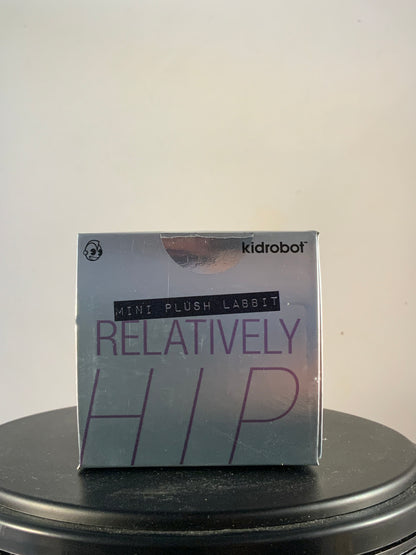 kidrobot
MINI PLUSH LABBIT
RELATIVELY
HIP